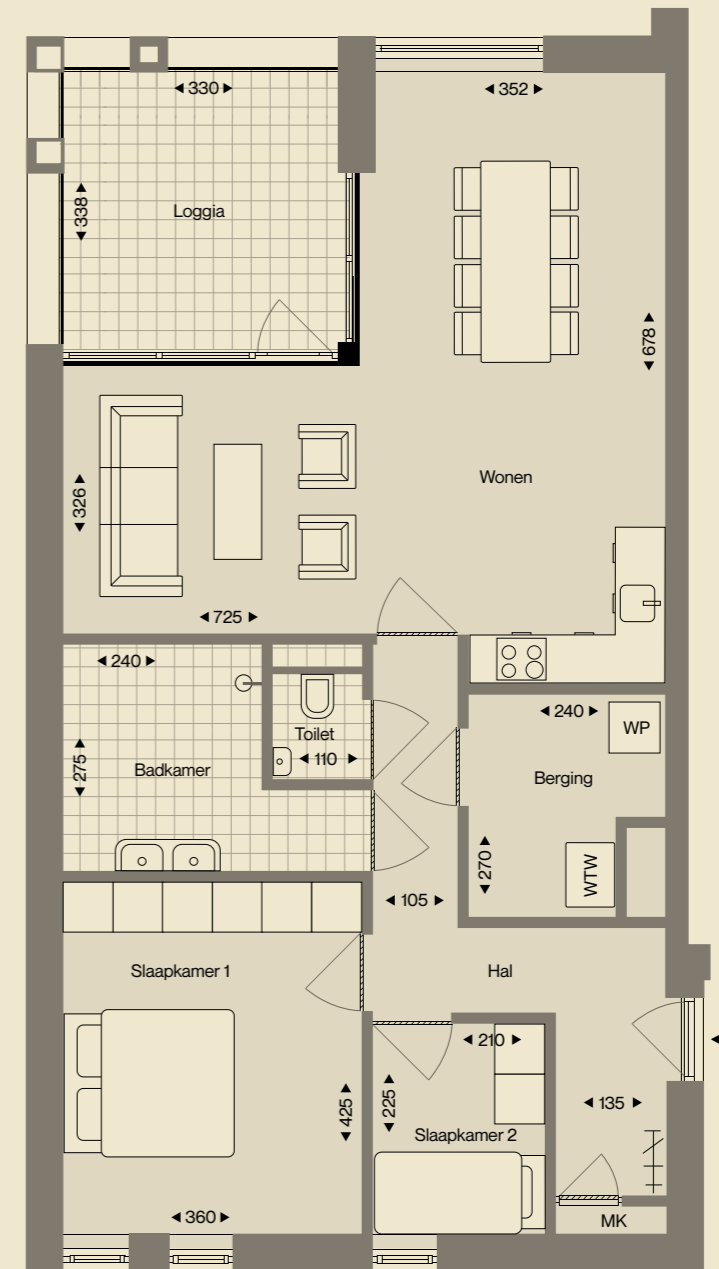 330
352
338
Loggia
678
Wonen
326
725
240
Toilet
110
275
Badkamer
240
WP
Berging
270
WTW
105
Slaapkamer 1
Hal
210
425
225
135
Slaapkamer 2
360
MK